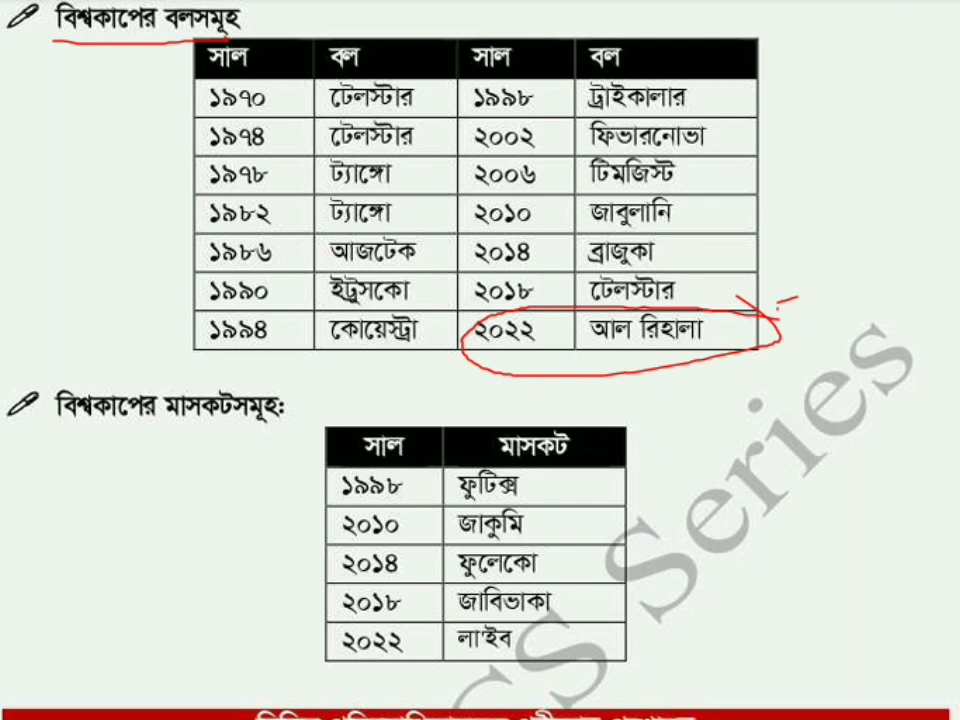 বিশ্বকাপের বলসমূহ
সাল বল সাল বল
১৯৭০ টেলস্টার ১৯৯৮ ট্রাইকালার
১৯৭৪ টেলস্টার ২০০২ ফিভারনোভা
১৯৭৮ ট্যাঙ্গো ২০০৬ টিমজিস্ট
১৯৮২ ট্যাঙ্গো ২০১০ জাবুলানি
১৯৮৬ আজটেক ২০১৪ ব্রাজুকা
১৯৯০ ইট্রুসকো ২০১৮ টেলস্টার
১৯৯৪ কোয়েস্ট্রা ২০২২ আল রিহালা
বিশ্বকাপের মাসকটসমূহঃ
সাল মাসকট
১৯৯৮ ফুটিক্স
২০১০ জাকুমি
২০১৪ ফুলেকো
২০১৮ জাবিভাকা
২০২২ লা'ইব
CS Series